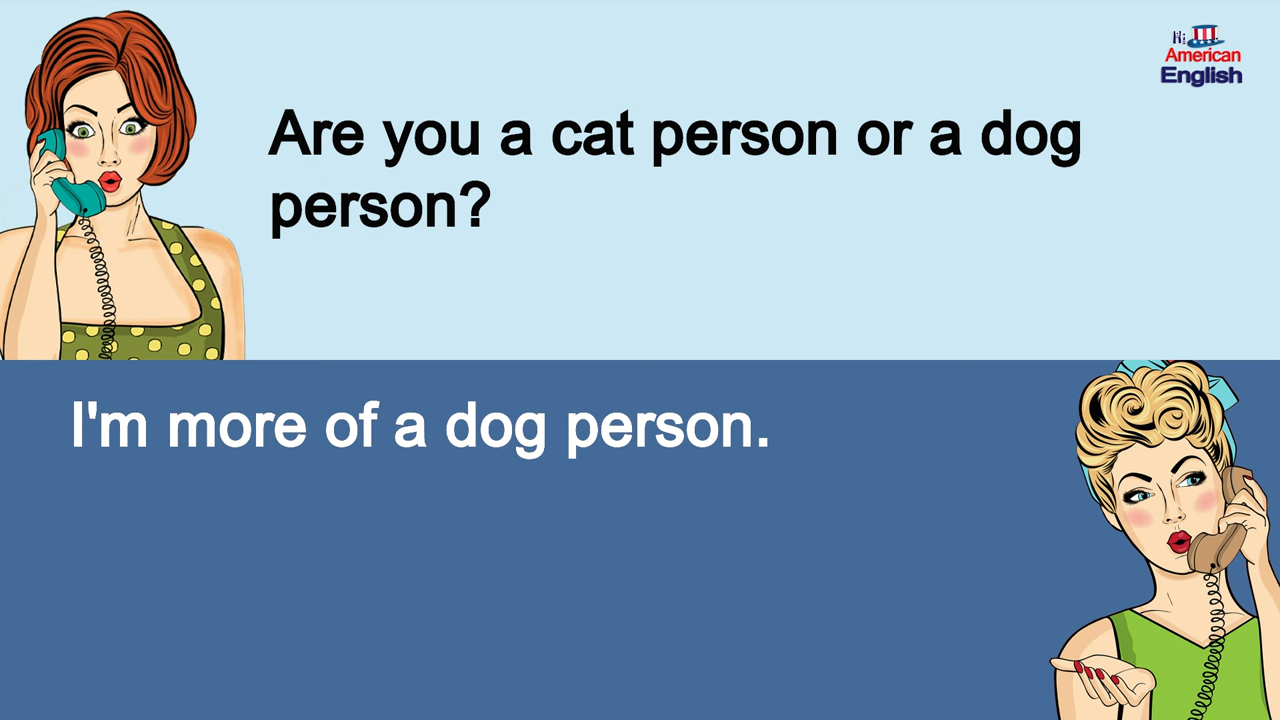 Hi
American
English
Are you a cat person or a dog
person?
I'm more of a dog person.